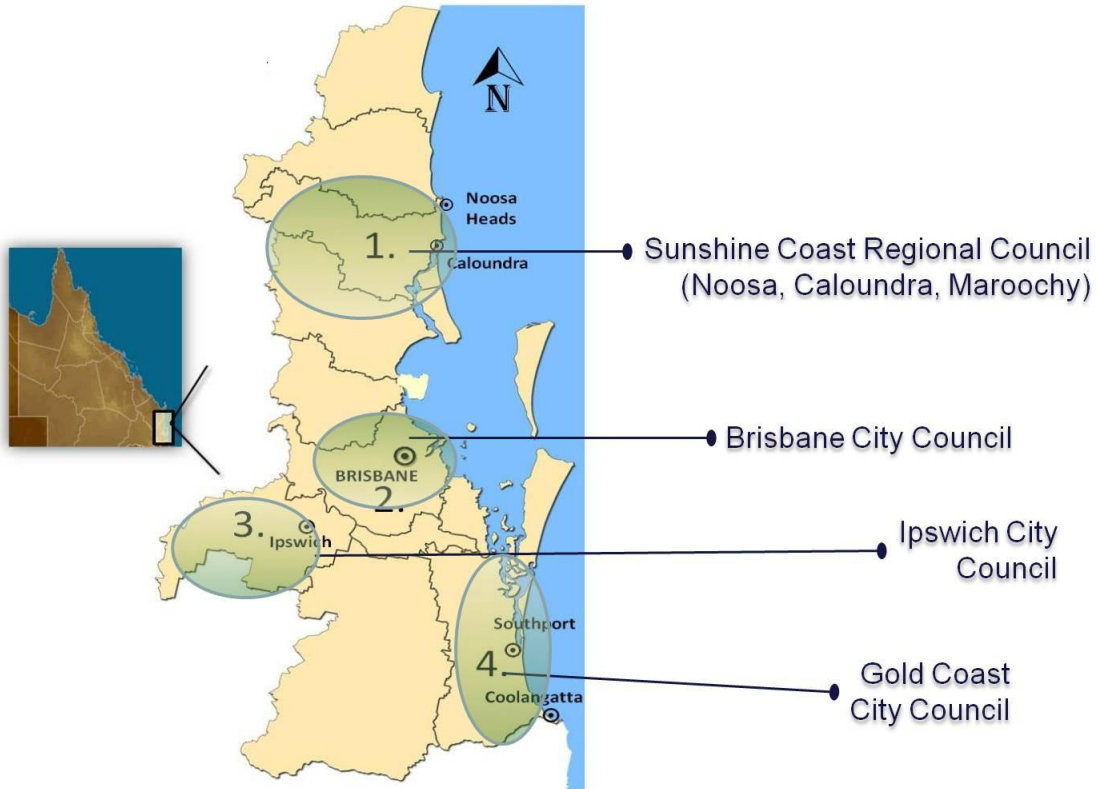 N
Noosa
Heads
1.
Caloundra
Sunshine Coast Regional Council
(Noosa, Caloundra, Maroochy)
Brisbane City Council
BRISBANE
2.
3.
Ipswich
Ipswich City
Council
Southport
4.
Coolangatta
Gold Coast
City Council